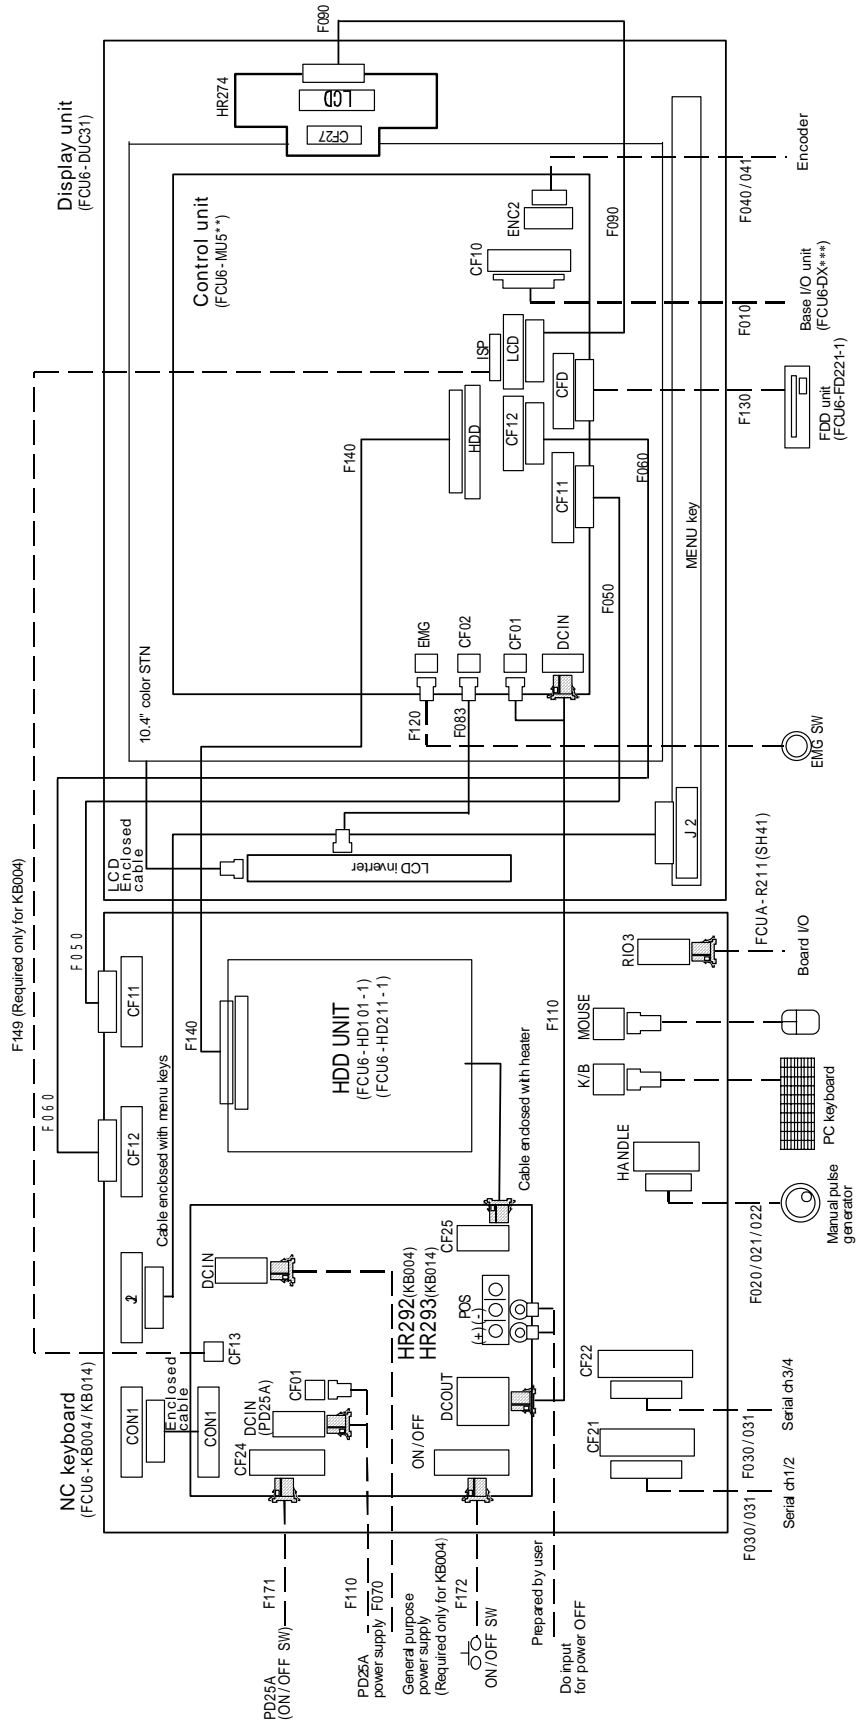 F149 (Required only for KB004)
F060
F050
NC keyboard
(FCU6-KB004/KB014)
CON1
Enclosed
cable
CON1
J2
Cable enclosed with menu keys
CF12
CF11
CF24
DCIN
(PD25A)
CF01
CF13
DCIN
HR292(KB004)
HR293(KB014)
ON/OFF
DCOUT
(+)(-)
POS
CF25
Cable enclosed with heater
F140
HDD UNIT
(FCU6-HD101-1)
(FCU6-HD211-1)
F110
CF21
CF22
HANDLE
K/B
MOUSE
RIO3
F171
PD25A
(ON/OFF SW)
F110
PD25A
power supply
F070
General purpose
power supply
(Required only for KB004)
F172
ON/OFF SW
Prepared by user
Do input
for power OFF
F030/031
Serial ch1/2
F030/031
Serial ch3/4
F020/021/022
Manual pulse
generator
PC keyboard
FCUA-R211(SH41)
Board I/O
Display unit
(FCU6-DUC31)
LCD
Enclosed
cable
10.4" color STN
LCD inverter
J2
MENU key
Control unit
(FCU6-MU5**)
F140
F120
F083
EMG
CF02
CF01
DCIN
F050
F060
HDD
CF11
CF12
CFD
ISP
LCD
CF10
ENC2
F090
HR274
LCD
CF27
F090
EMG SW
F130
FDD unit
(FCU6-FD221-1)
F010
Base I/O unit
(FCU6-DX***)
F040/041
Encoder